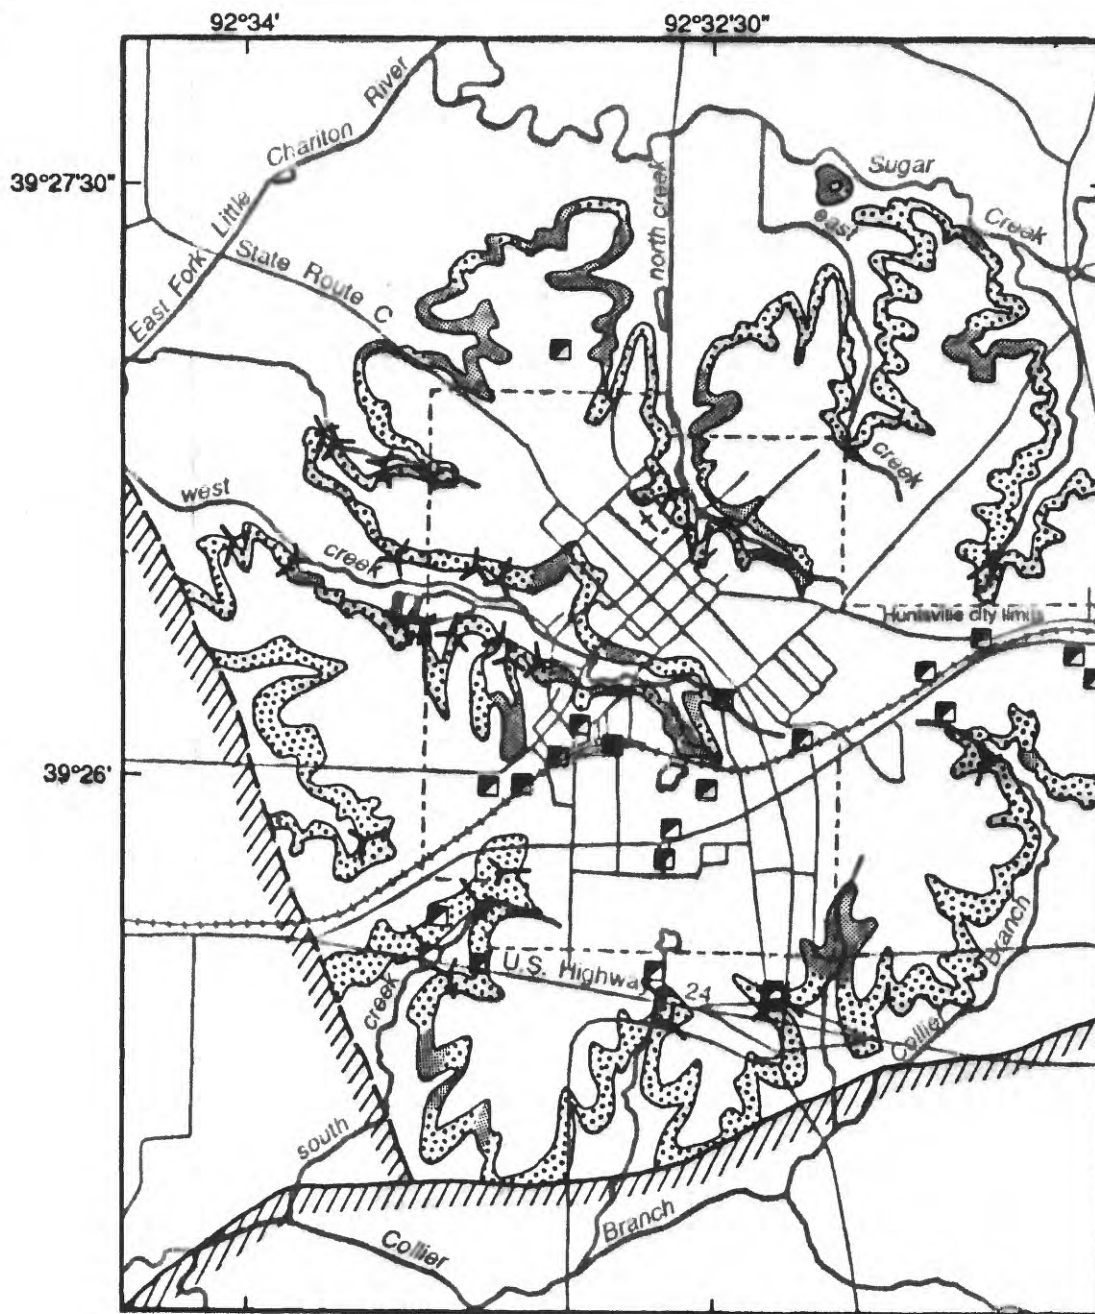 92°34'
92°32'30"
39°27'30"
39°26'
East Fork Little Chariton River
State Route C
north creek
Sugar Creek
east creek
west creek
Huntsville city limits
U.S. Highway 24
south creek
Collier Branch
Collier Branch